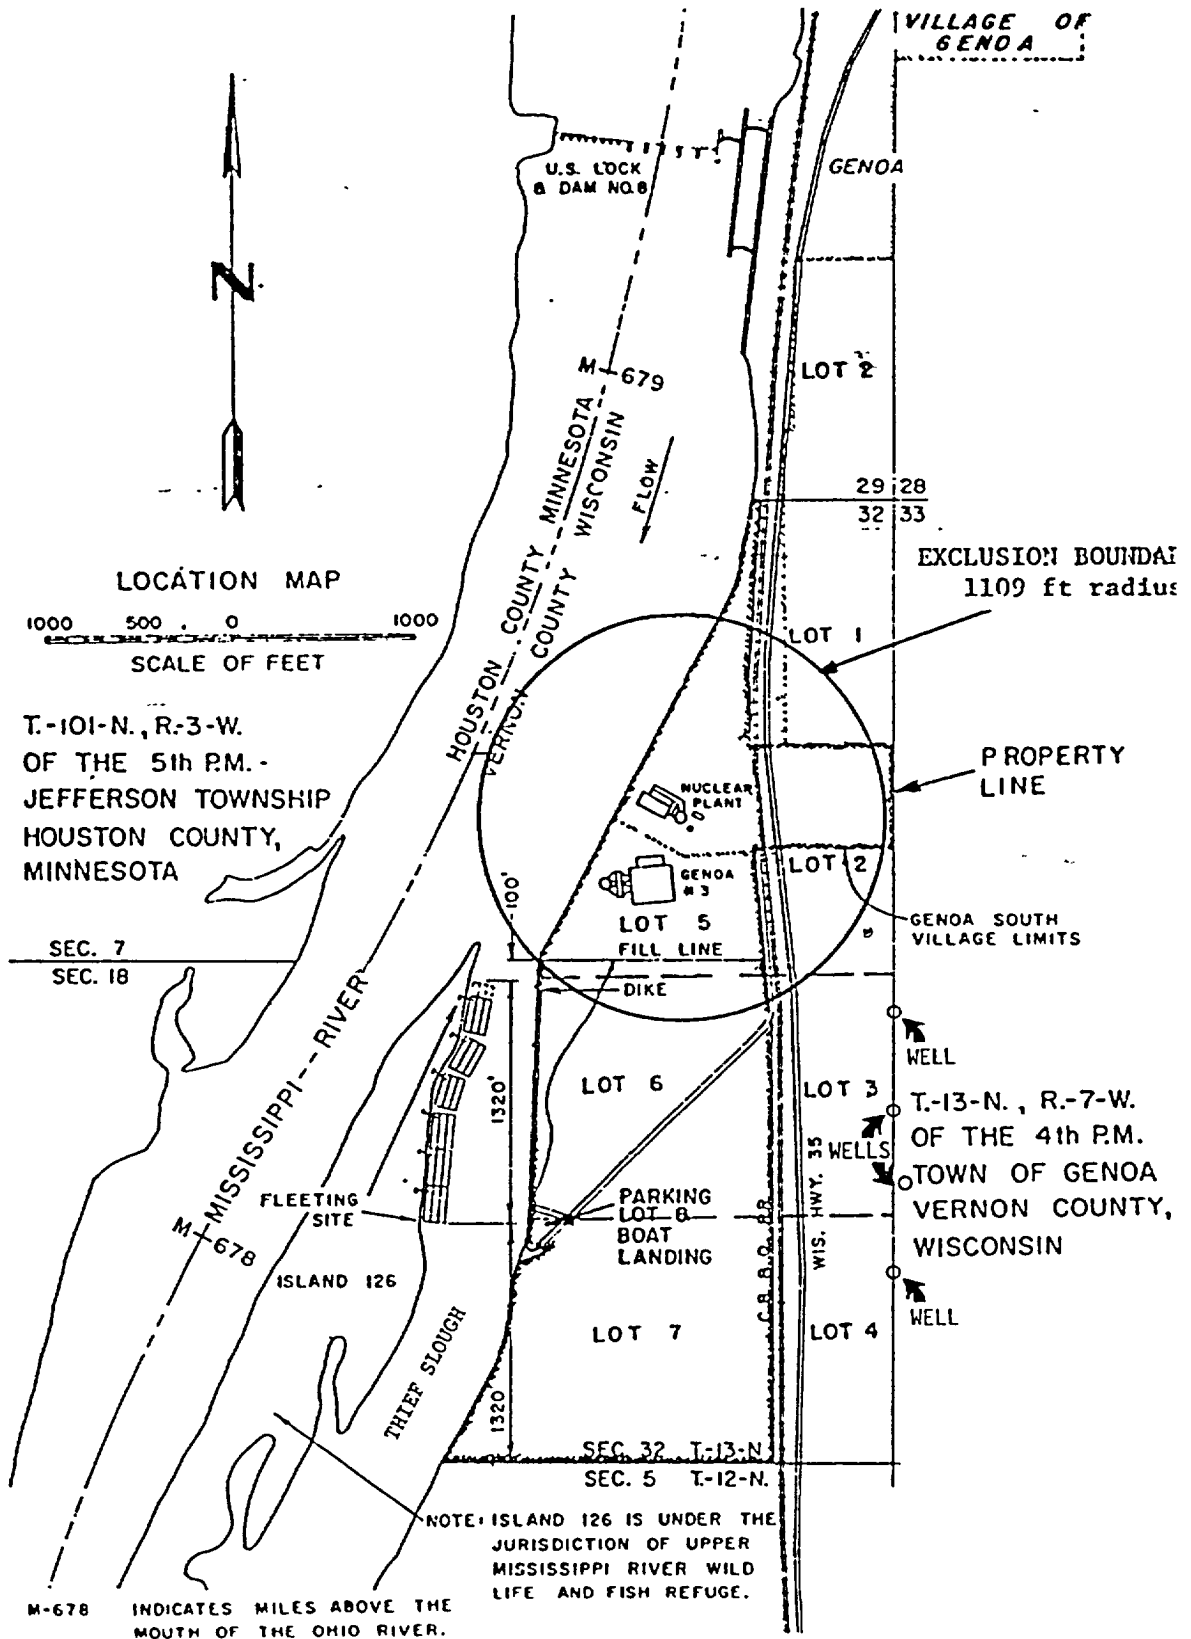 VILLAGE OF
GENOA
U.S. LOCK
& DAM NO. 8
GENOA
N
LOT 2
M 679
HOUSTON COUNTY MINNESOTA
VERNON COUNTY WISCONSIN
FLOW
29 28
32 33
EXCLUSION
1109 ft radius
LOCATION MAP
1000 500 0 1000
SCALE OF FEET
LOT 1
T.-101-N., R.-3-W.
OF THE 5th P.M. -
JEFFERSON TOWNSHIP
HOUSTON COUNTY,
MINNESOTA
PROPERTY
LINE
NUCLEAR
PLANT
LOT 2
GENOA
#3
100'
LOT 5
FILL LINE
GENOA SOUTH
VILLAGE LIMITS
SEC. 7
SEC. 18
DIKE
MISSISSIPPI RIVER
WELL
1320'
LOT 6
LOT 3
T.-13-N., R.-7-W.
OF THE 4th P.M.
TOWN OF GENOA
VERNON COUNTY,
WISCONSIN
WELLS
WIS. HWY. 35
FLEETING
SITE
PARKING
LOT &
BOAT
LANDING
C.B. & Q. RR
M 678
ISLAND 126
WELL
LOT 7
LOT 4
THIEF SLOUGH
1320'
SEC. 32 T.-13-N.
SEC. 5 T.-12-N.
NOTE: ISLAND 126 IS UNDER THE
JURISDICTION OF UPPER
MISSISSIPPI RIVER WILD
LIFE AND FISH REFUGE.
M-678 INDICATES MILES ABOVE THE
MOUTH OF THE OHIO RIVER.